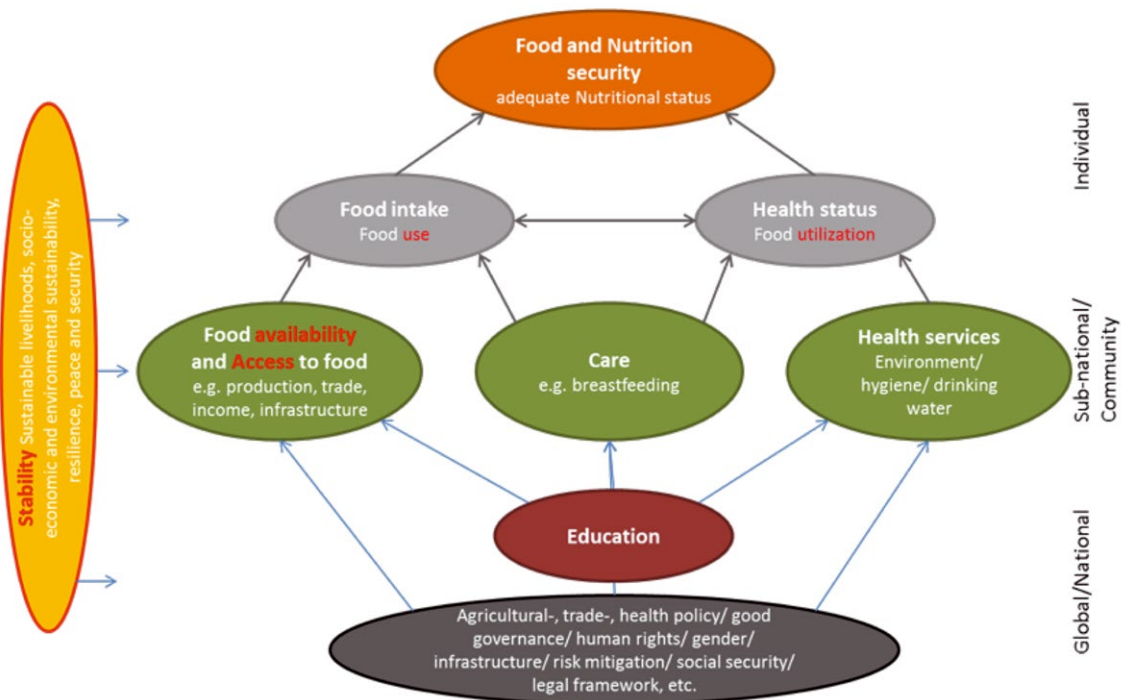 Food and Nutrition
security
adequate Nutritional status
Food intake
Food use
Health status
Food utilization
Food availability
and Access to food
e.g. production, trade,
income, infrastructure
Care
e.g. breastfeeding
Health services
Environment/
hygiene/ drinking
water
Education
Agricultural-, trade-, health policy/ good
governance/ human rights/ gender/
infrastructure/ risk mitigation/ social security/
legal framework, etc.
Stability Sustainable livelihoods, socio-
economic and environmental sustainability,
resilience, peace and security
Individual
Sub-national/
Community
Global/National